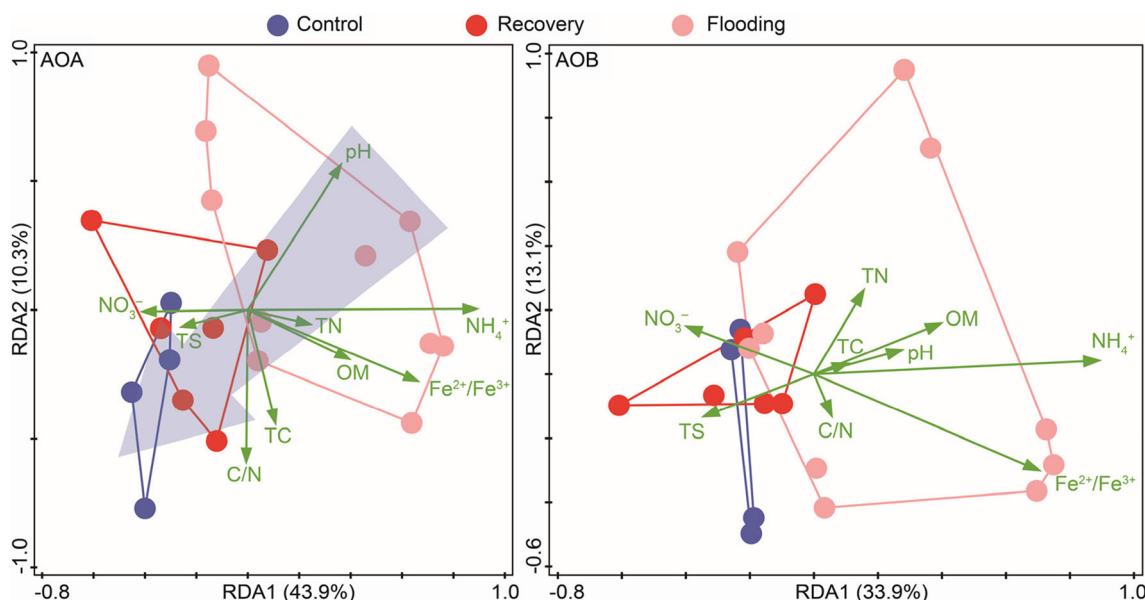 Control Recovery Flooding
AOA
1.0
RDA2 (10.3%)
-1.0
-0.8
RDA1 (43.9%)
1.0
pH
NO₃⁻
TS
TN
NH₄⁺
OM
Fe²⁺/Fe³⁺
TC
C/N
AOB
1.0
RDA2 (13.1%)
-0.6
-0.8
RDA1 (33.9%)
1.0
TN
NO₃⁻
OM
TC
pH
NH₄⁺
TS
C/N
Fe²⁺/Fe³⁺